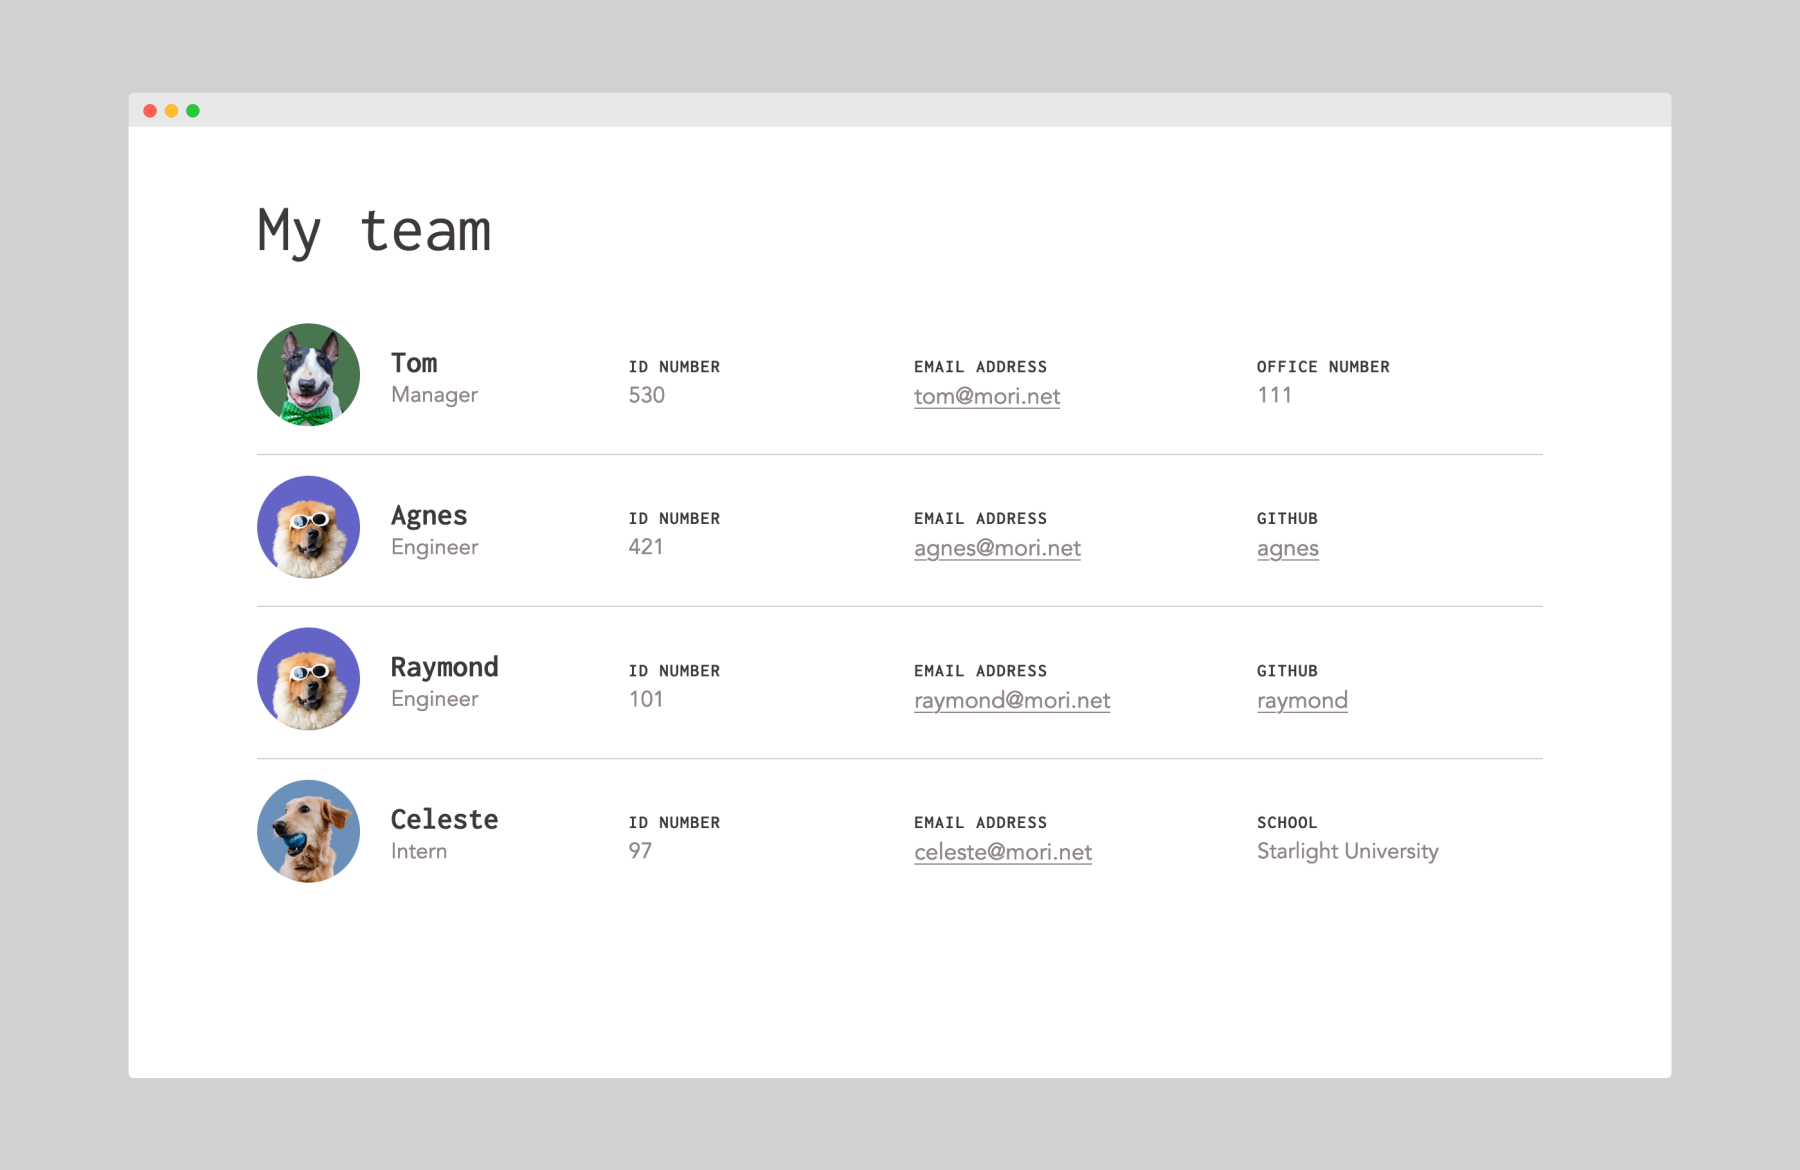 My team
Tom
Manager
ID NUMBER
530
EMAIL ADDRESS
tom@mori.net
OFFICE NUMBER
111
Agnes
Engineer
ID NUMBER
421
EMAIL ADDRESS
agnes@mori.net
GITHUB
agnes
Raymond
Engineer
ID NUMBER
101
EMAIL ADDRESS
raymond@mori.net
GITHUB
raymond
Celeste
Intern
ID NUMBER
97
EMAIL ADDRESS
celeste@mori.net
SCHOOL
Starlight University